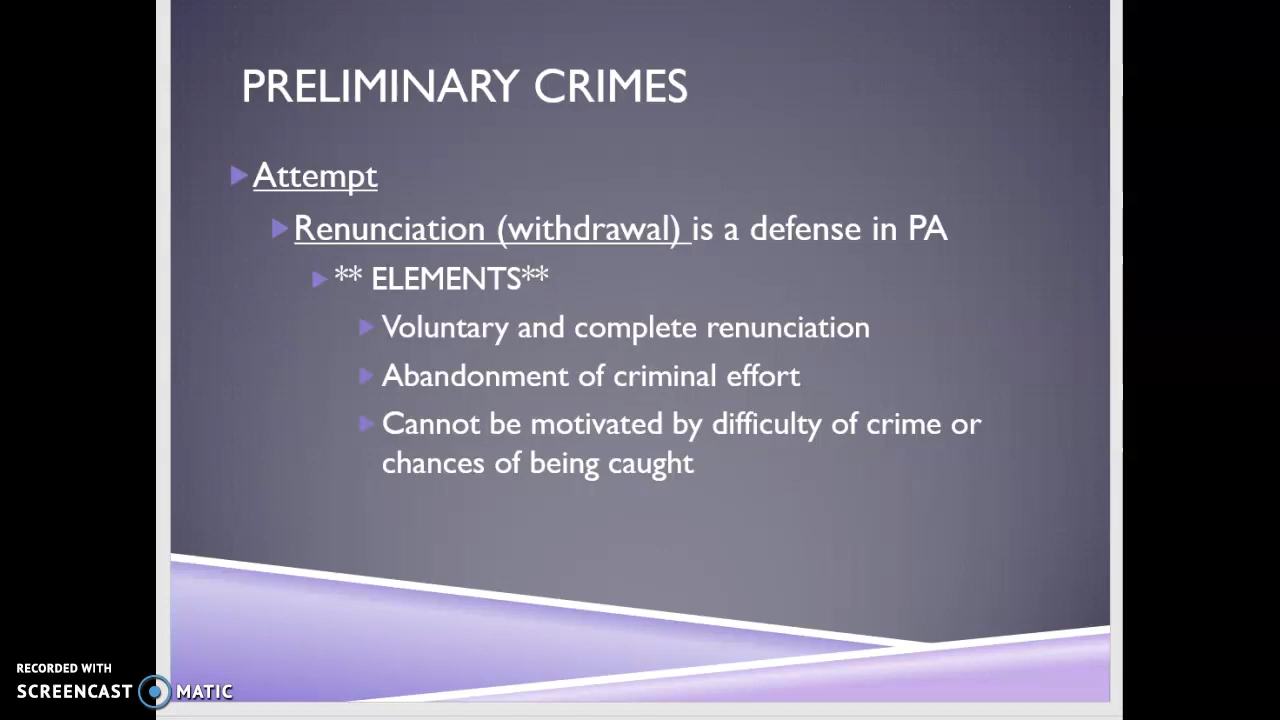 PRELIMINARY CRIMES
Attempt
Renunciation (withdrawal) is a defense in PA
** ELEMENTS**
Voluntary and complete renunciation
Abandonment of criminal effort
Cannot be motivated by difficulty of crime or
chances of being caught
RECORDED WITH
SCREENCAST MATIC